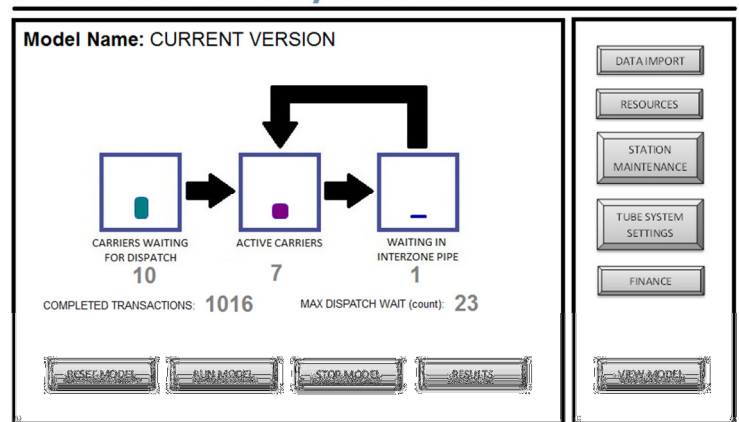 Model Name: CURRENT VERSION
CARRIERS WAITING
FOR DISPATCH
10
ACTIVE CARRIERS
7
WAITING IN
INTERZONE PIPE
1
COMPLETED TRANSACTIONS: 1016
MAX DISPATCH WAIT (count): 23
RESET MODEL
RUN MODEL
STOP MODEL
RESULTS
DATA IMPORT
RESOURCES
STATION
MAINTENANCE
TUBE SYSTEM
SETTINGS
FINANCE
VIEW MODEL